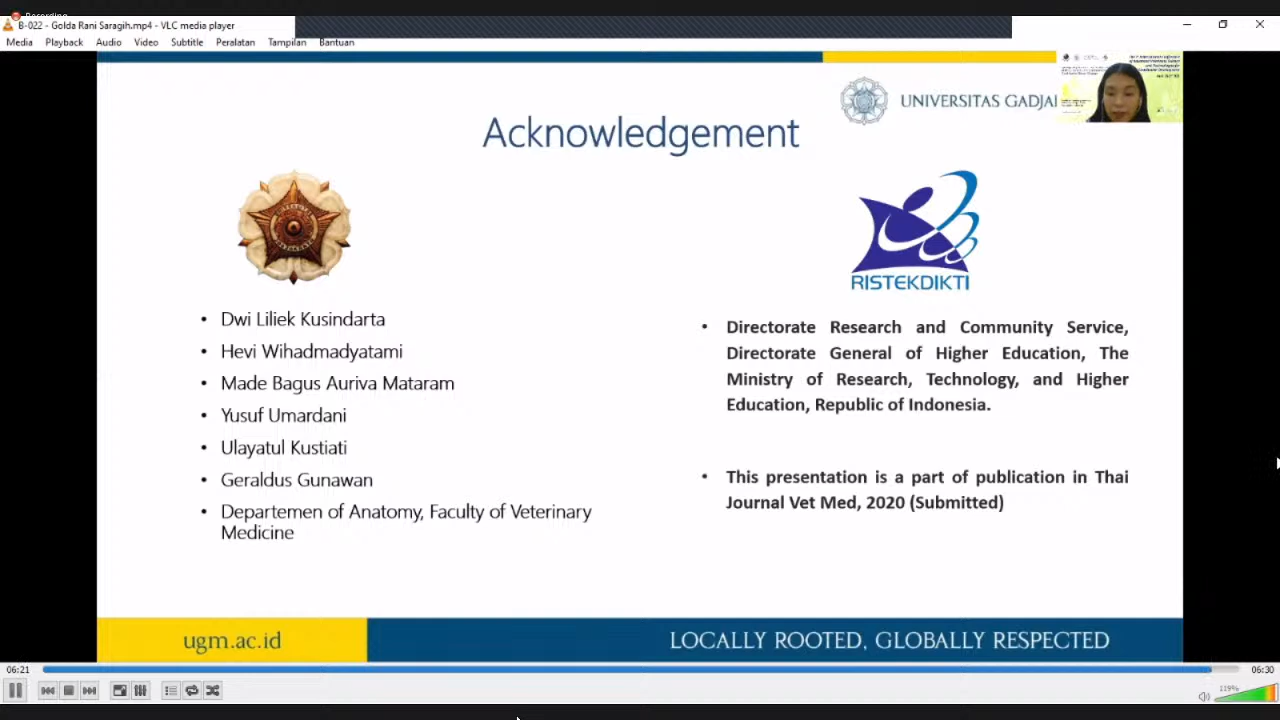 Recording
B-022 - Golda Rani Saragih.mp4 - VLC media player
Media Playback Audio Video Subtitle Peralatan Tampilan Bantuan
UNIVERSITAS GADJAH
Acknowledgement
RISTEKDIKTI
• Dwi Liliek Kusindarta
• Hevi Wihadmadyatami
• Made Bagus Auriva Mataram
• Yusuf Umardani
• Ulayatul Kustiati
• Geraldus Gunawan
• Departemen of Anatomy, Faculty of Veterinary
Medicine
• Directorate Research and Community Service,
Directorate General of Higher Education, The
Ministry of Research, Technology, and Higher
Education, Republic of Indonesia.
• This presentation is a part of publication in Thai
Journal Vet Med, 2020 (Submitted)
ugm.ac.id
LOCALLY ROOTED, GLOBALLY RESPECTED
06:21
06:30
119%